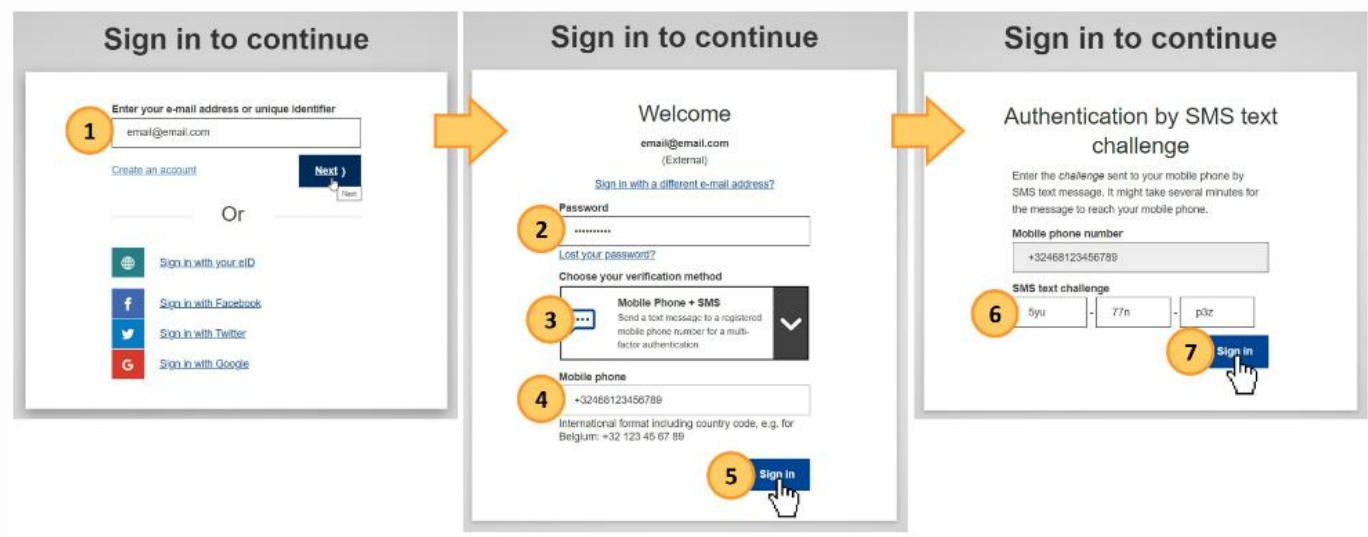 Sign in to continue
Enter your e-mail address or unique identifier
1
email@email.com
Create an account
Next ⟩
Next
Or
Sign in with your eID
f
Sign in with Facebook
Sign in with Twitter
G
Sign in with Google
Sign in to continue
Welcome
email@email.com
(External)
Sign in with a different e-mail address?
Password
2
··········
Lost your password?
Choose your verification method
3
Mobile Phone + SMS
Send a text message to a registered
mobile phone number for a multi-
factor authentication
Mobile phone
4
+32468123456789
International format including country code, e.g. for
Belgium: +32 123 45 67 89
5
Sign in
Sign in to continue
Authentication by SMS text
challenge
Enter the challenge sent to your mobile phone by
SMS text message. It might take several minutes for
the message to reach your mobile phone.
Mobile phone number
+32468123456789
SMS text challenge
6
5yu - 77n - p3z
7
Sign in